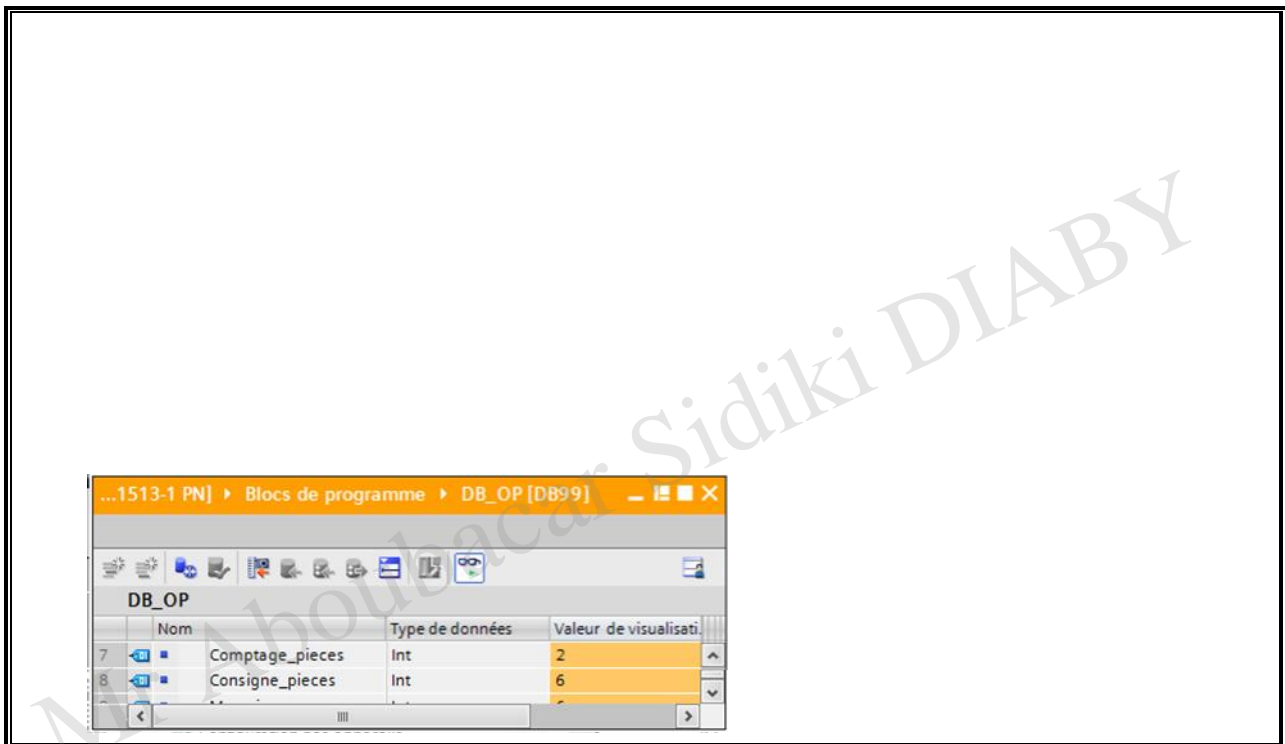 Mr Aboubacar Sidiki DIABY
...1513-1 PN] ▸ Blocs de programme ▸ DB_OP [DB99]
DB_OP
Nom Type de données Valeur de visualisati.
7 Comptage_pieces Int 2
8 Consigne_pieces Int 6